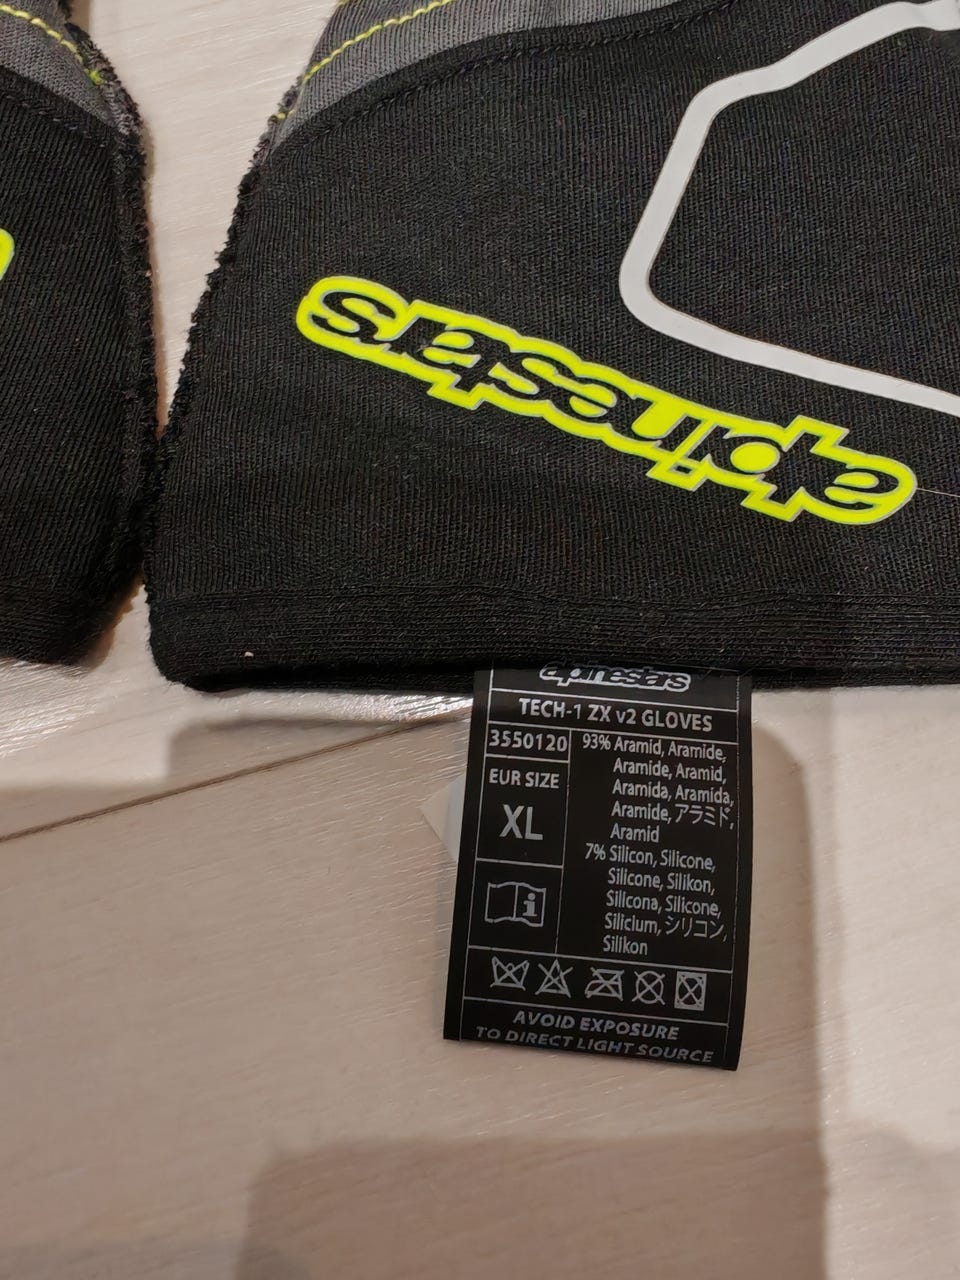 alpinestars
alpinestars
TECH-1 ZX v2 GLOVES
3550120
EUR SIZE
XL
93% Aramid, Aramide,
Aramide, Aramid,
Aramida, Aramida,
Aramide, アラミド,
Aramid
7% Silicon, Silicone,
Silicone, Silikon,
Silicona, Silicone,
Silicium, シリコン,
Silikon
AVOID EXPOSURE
TO DIRECT LIGHT SOURCE